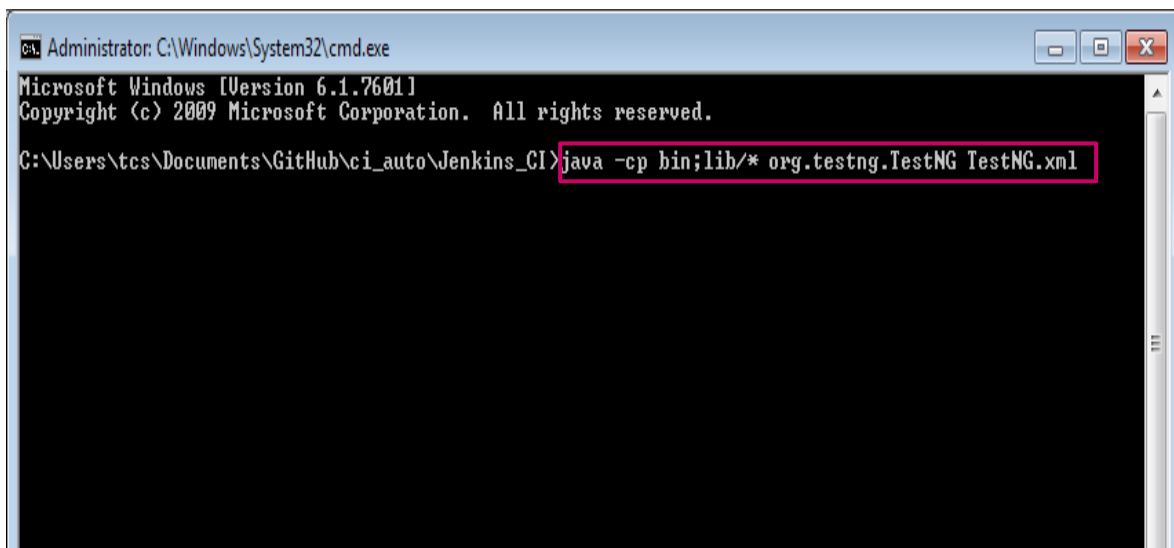 Administrator: C:\Windows\System32\cmd.exe
Microsoft Windows [Version 6.1.7601]
Copyright (c) 2009 Microsoft Corporation.  All rights reserved.
C:\Users\tcs\Documents\GitHub\ci_auto\Jenkins_CI>java -cp bin;lib/* org.testng.TestNG TestNG.xml